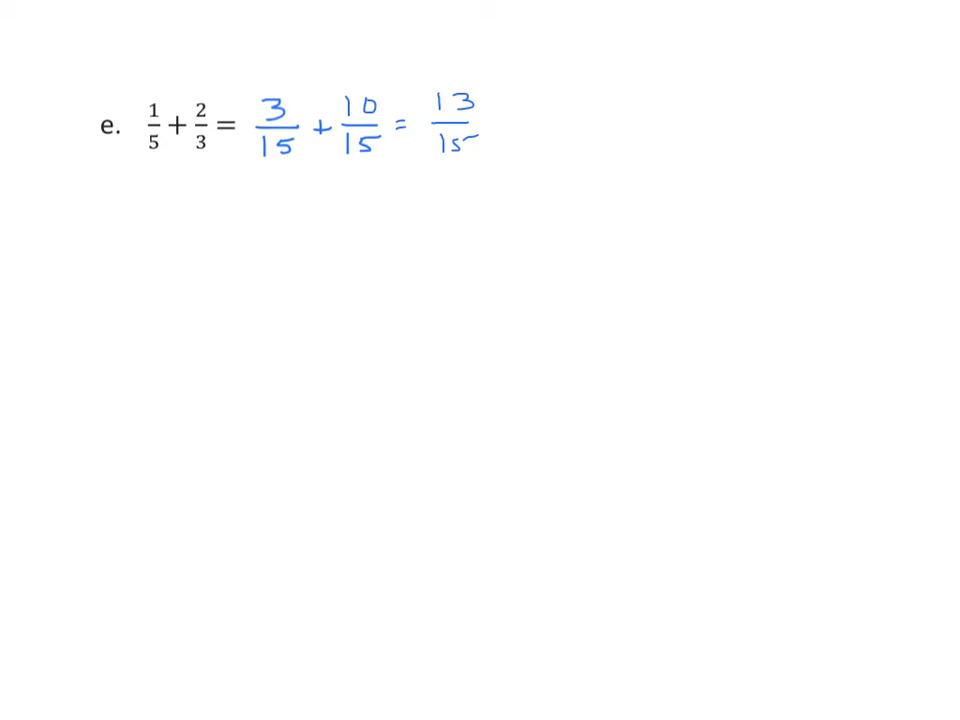 e. 1/5 + 2/3 = 3/15 + 10/15 = 13/15